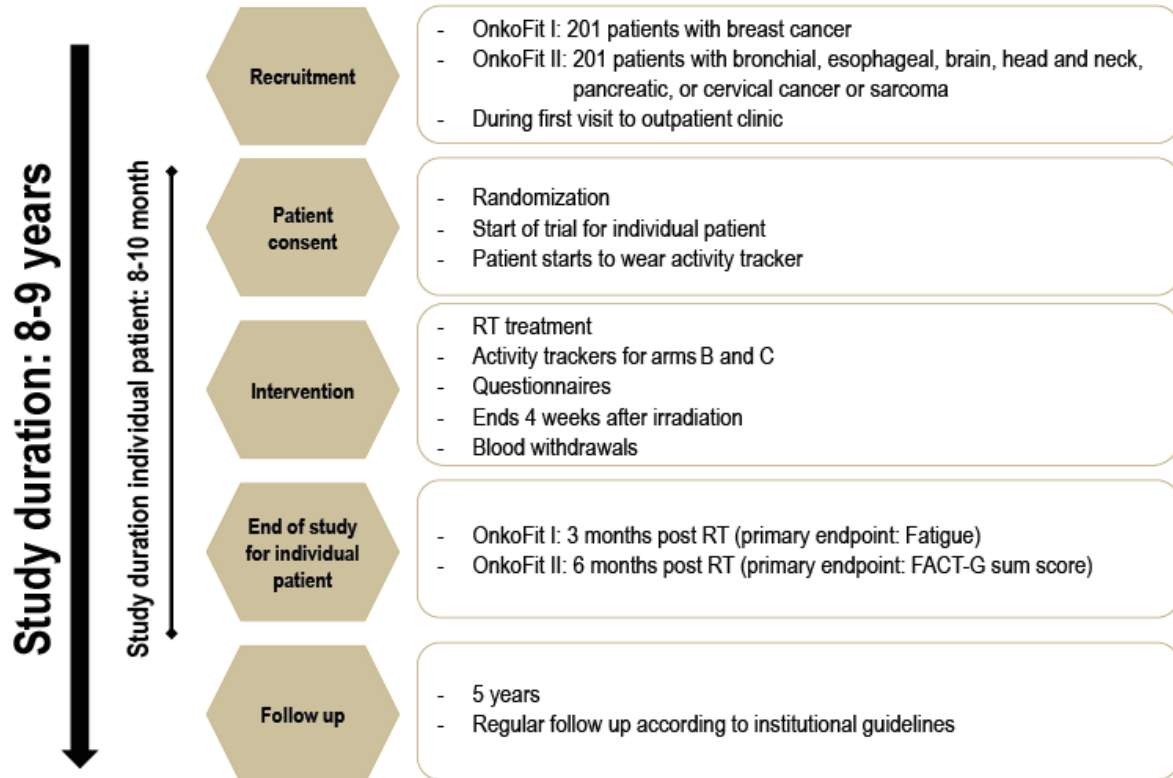 Study duration: 8-9 years
Study duration individual patient: 8-10 month
Recruitment
- OnkoFit I: 201 patients with breast cancer
- OnkoFit II: 201 patients with bronchial, esophageal, brain, head and neck,
pancreatic, or cervical cancer or sarcoma
- During first visit to outpatient clinic
Patient
consent
- Randomization
- Start of trial for individual patient
- Patient starts to wear activity tracker
Intervention
- RT treatment
- Activity trackers for arms B and C
- Questionnaires
- Ends 4 weeks after irradiation
- Blood withdrawals
End of study
for individual
patient
- OnkoFit I: 3 months post RT (primary endpoint: Fatigue)
- OnkoFit II: 6 months post RT (primary endpoint: FACT-G sum score)
Follow up
- 5 years
- Regular follow up according to institutional guidelines